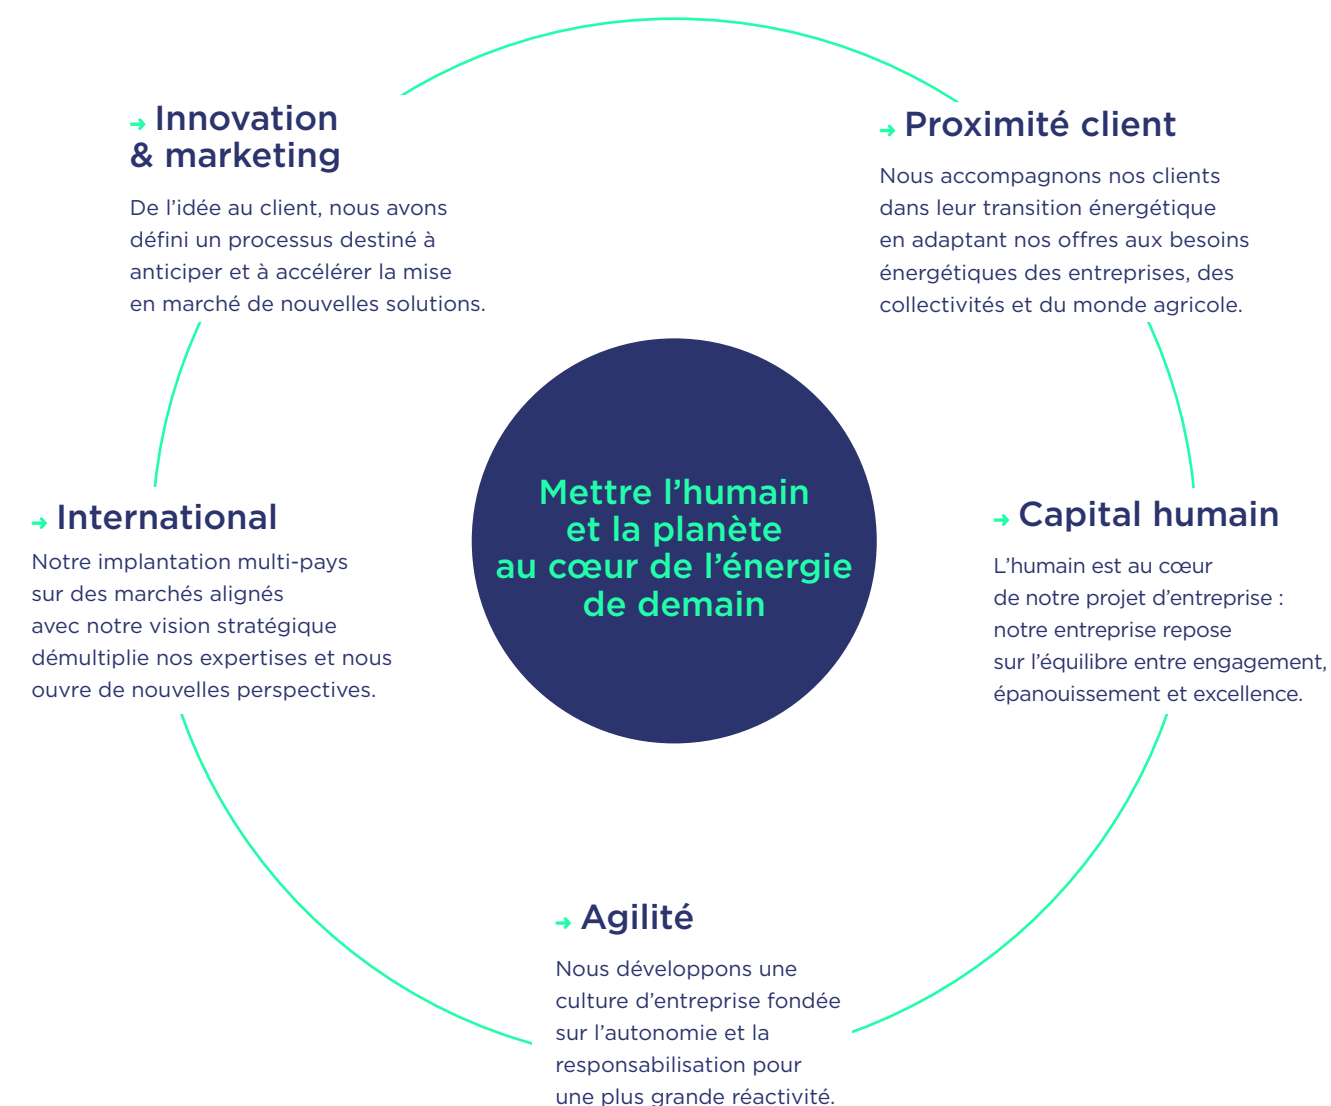 → Innovation
& marketing
De l’idée au client, nous avons
défini un processus destiné à
anticiper et à accélérer la mise
en marché de nouvelles solutions.
→ Proximité client
Nous accompagnons nos clients
dans leur transition énergétique
en adaptant nos offres aux besoins
énergétiques des entreprises, des
collectivités et du monde agricole.
Mettre l’humain
et la planète
au cœur de l’énergie
de demain
→ International
Notre implantation multi-pays
sur des marchés alignés
avec notre vision stratégique
démultiplie nos expertises et nous
ouvre de nouvelles perspectives.
→ Capital humain
L’humain est au cœur
de notre projet d’entreprise :
notre entreprise repose
sur l’équilibre entre engagement,
épanouissement et excellence.
→ Agilité
Nous développons une
culture d’entreprise fondée
sur l’autonomie et la
responsabilisation pour
une plus grande réactivité.